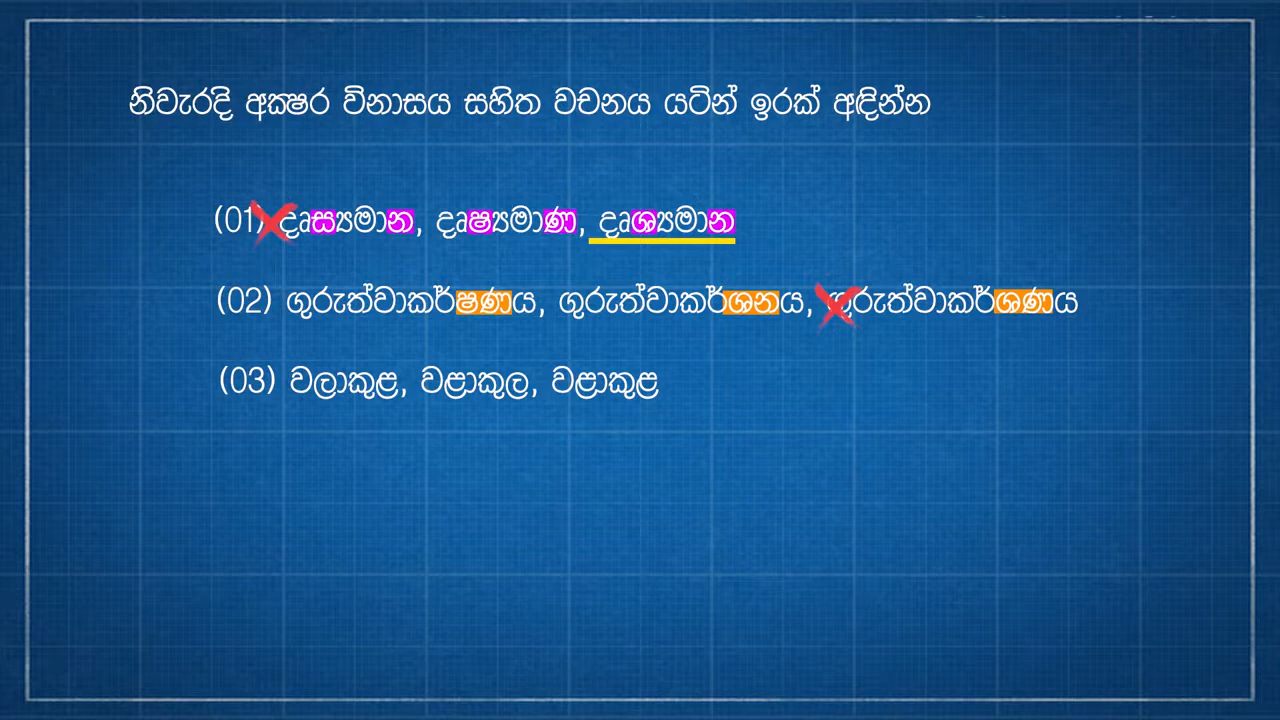 නිවැරදි අක්‍ෂර විනාසය සහිත වචනය යටින් ඉරක් අඳින්න
(01) දෘස්‍යමාන, දෘෂ්‍යමාණ, දෘශ්‍යමාන
(02) ගුරුත්වාකර්ෂණය, ගුරුත්වාකර්ශනය, ගුරුත්වාකර්ශණය
(03) වලාකුළ, වළාකුල, වළාකුළ